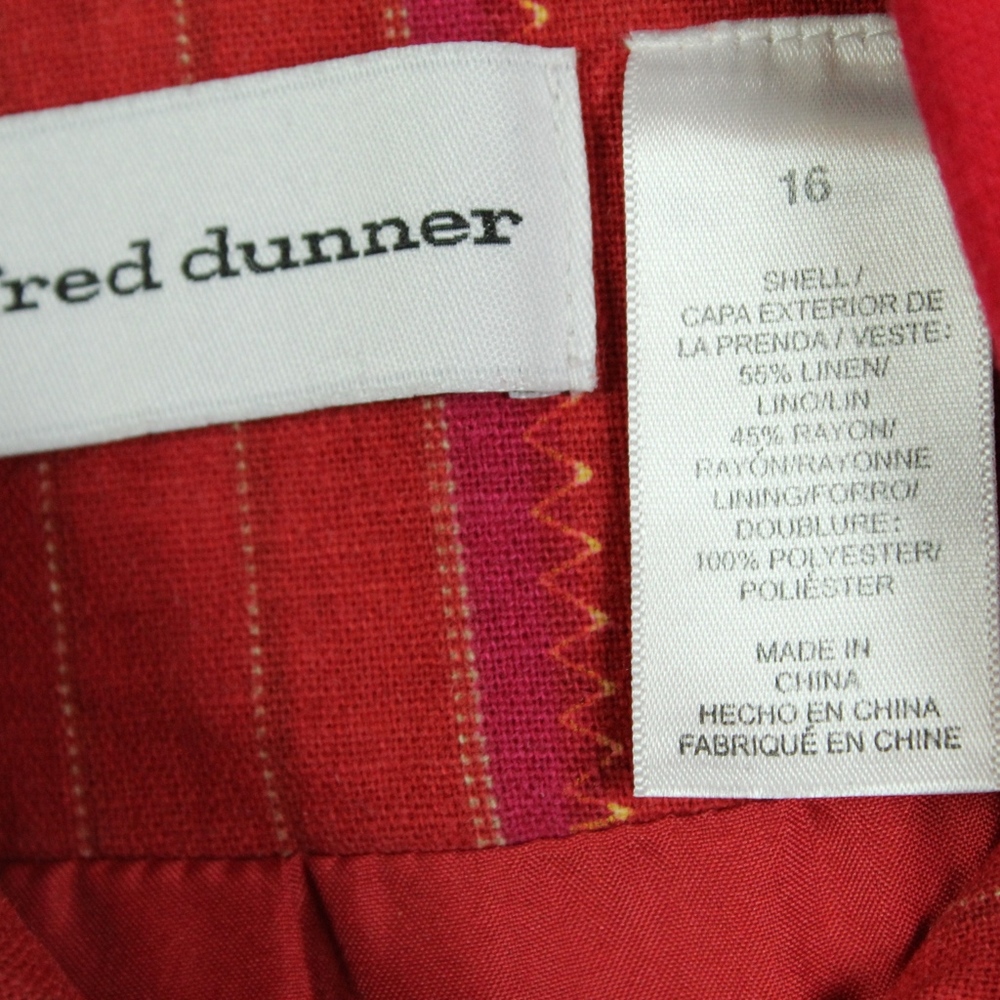 fred dunner
16
SHELL/
CAPA EXTERIOR DE
LA PRENDA / VESTE:
55% LINEN/
LINO/LIN
45% RAYON/
RAYÓN/RAYONNE
LINING/FORRO/
DOUBLURE:
100% POLYESTER/
POLIÉSTER
MADE IN
CHINA
HECHO EN CHINA
FABRIQUÉ EN CHINE